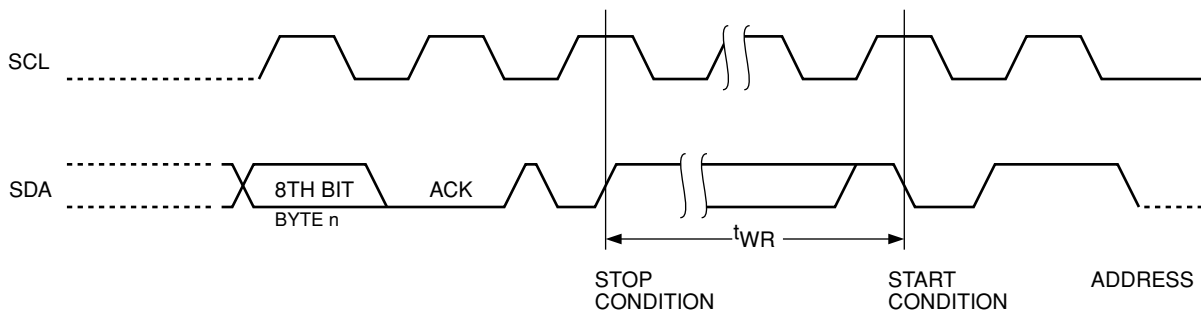 SCL
SDA
8TH BIT
ACK
BYTE n
tWR
STOP
CONDITION
START
CONDITION
ADDRESS